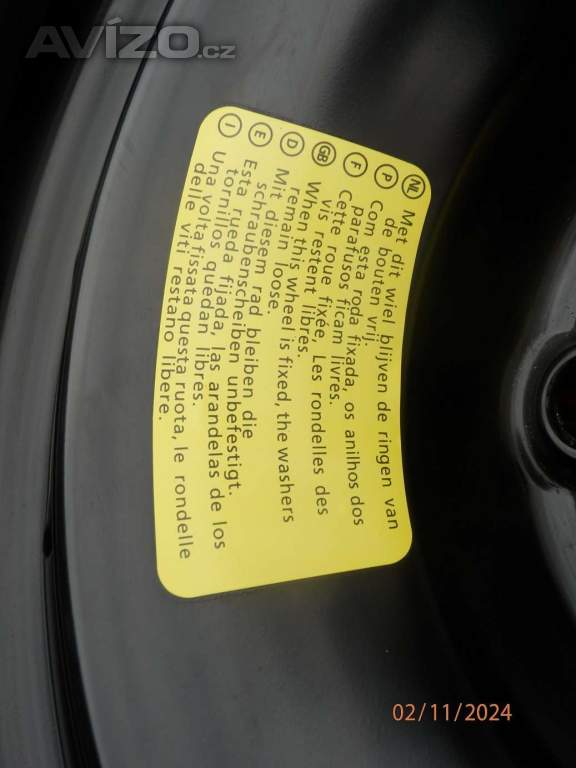 AVÍZO.cz
NL Met dit wiel blijven de ringen van
de bouten vrij.
P Com esta roda fixada, os anilhos dos
parafusos ficam livres.
F Cette roue fixée, Les rondelles des
vis restent libres.
GB When this wheel is fixed, the washers
remain loose.
D Mit diesem rad bleiben die
schraubenscheiben unbefestigt.
E Esta rueda fijada, las arandelas de los
tornillos quedan libres.
I Una volta fissata questa ruota, le rondelle
delle viti restano libere.
02/11/2024